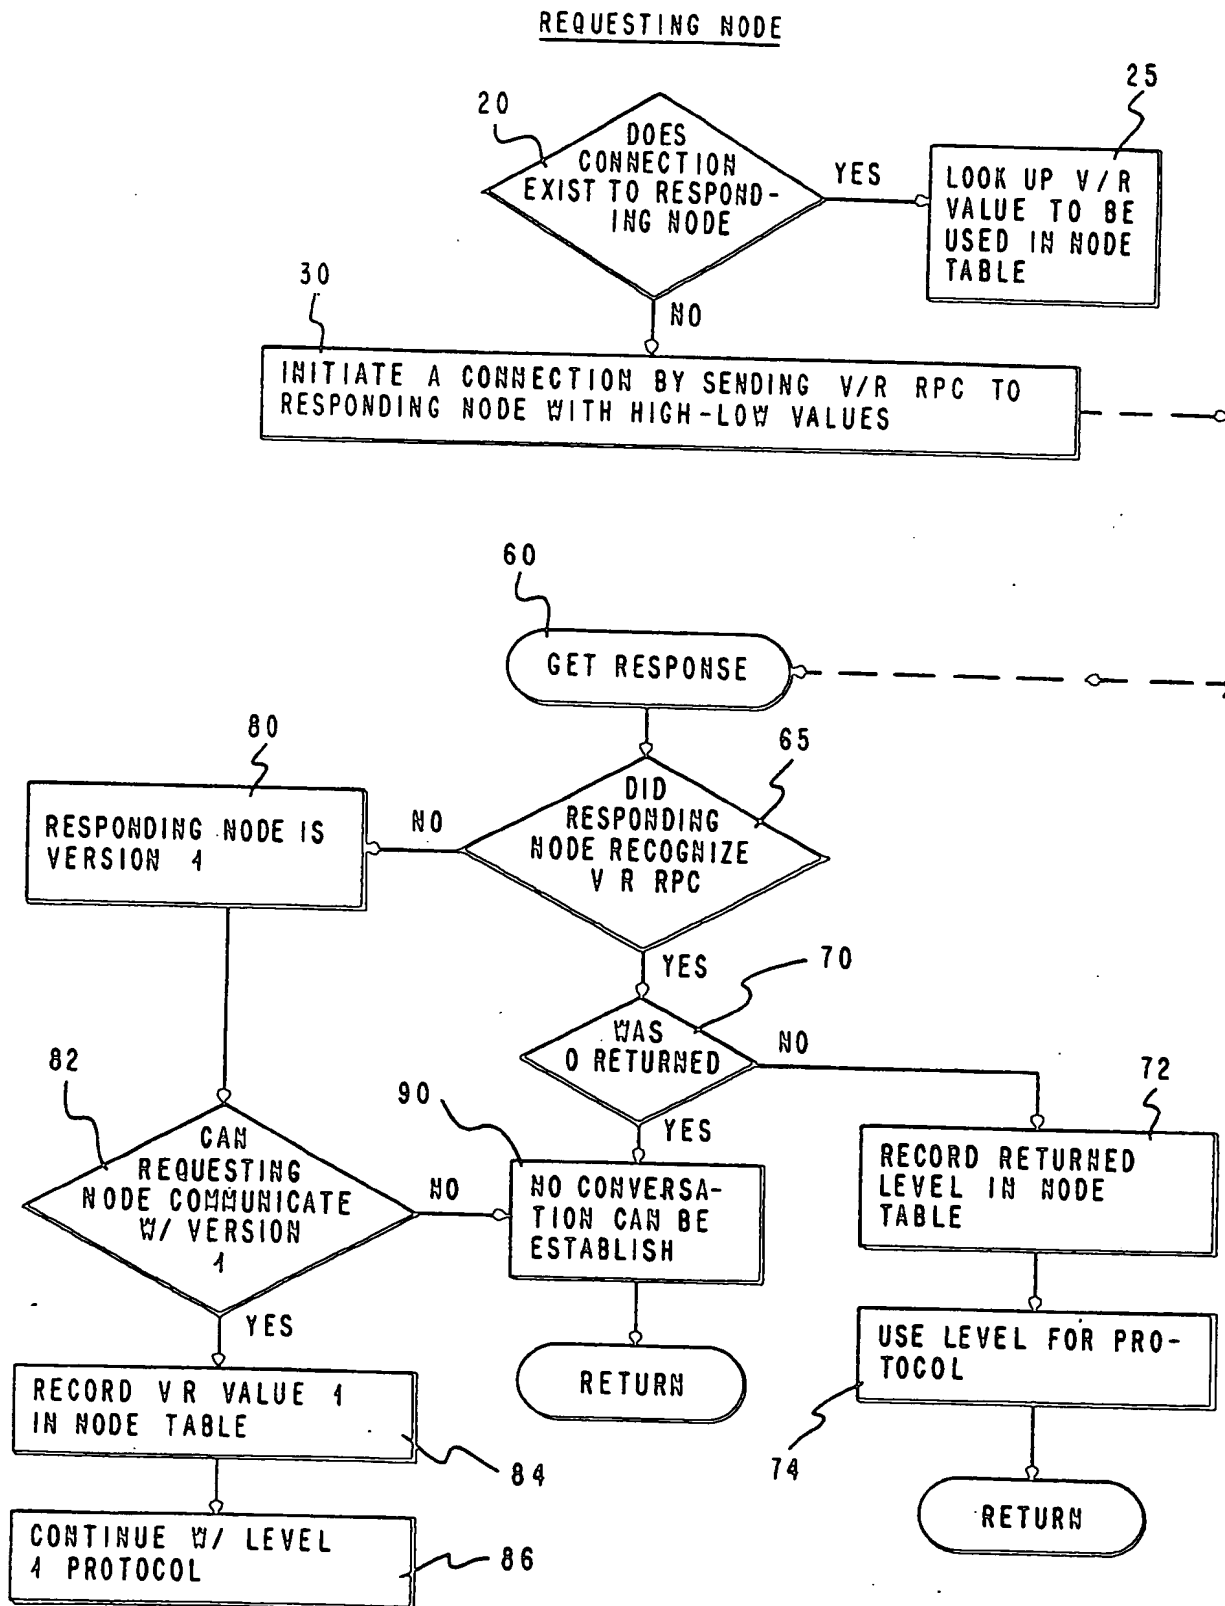 REQUESTING NODE
20
DOES
CONNECTION
EXIST TO RESPOND-
ING NODE
YES
25
LOOK UP V/R
VALUE TO BE
USED IN NODE
TABLE
NO
30
INITIATE A CONNECTION BY SENDING V/R RPC TO
RESPONDING NODE WITH HIGH-LOW VALUES
60
GET RESPONSE
65
DID
RESPONDING
NODE RECOGNIZE
V R RPC
NO
80
RESPONDING NODE IS
VERSION 1
YES
70
WAS
0 RETURNED
NO
72
RECORD RETURNED
LEVEL IN NODE
TABLE
82
CAN
REQUESTING
NODE COMMUNICATE
W/ VERSION
1
NO
90
YES
NO CONVERSA-
TION CAN BE
ESTABLISH
YES
RETURN
USE LEVEL FOR PRO-
TOCOL
74
RETURN
RECORD V R VALUE 1
IN NODE TABLE
84
CONTINUE W/ LEVEL
1 PROTOCOL
86